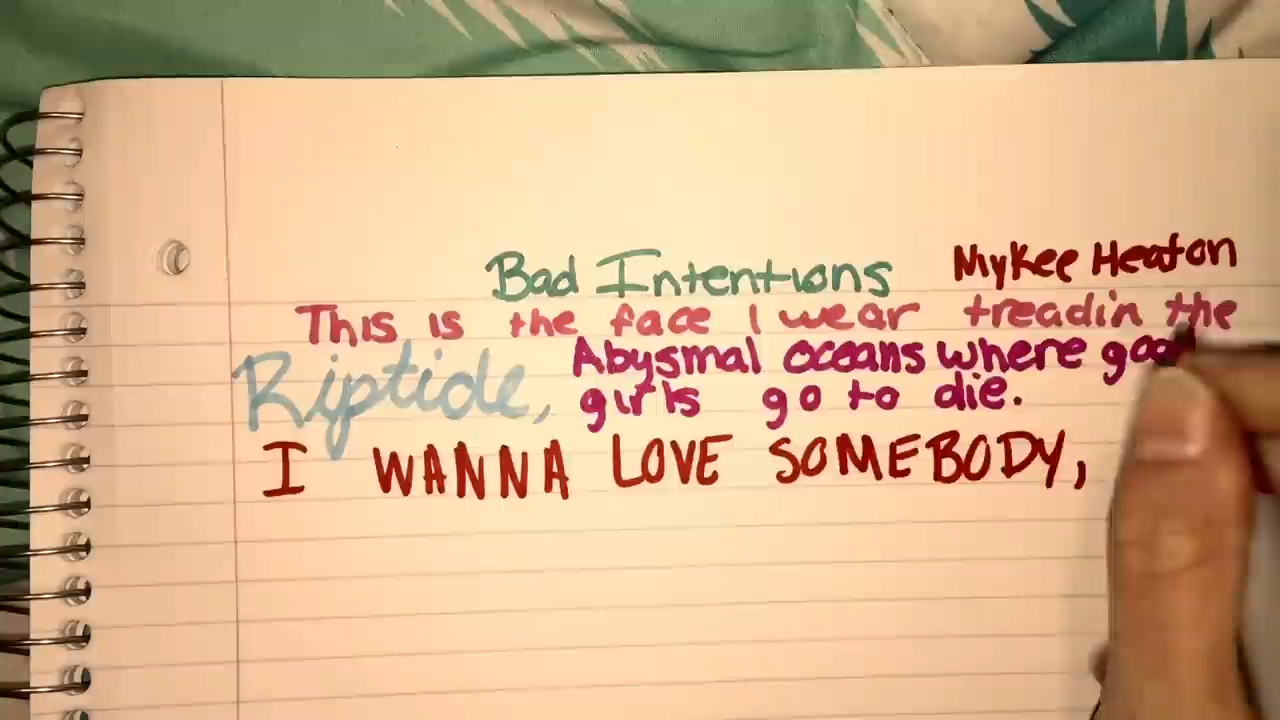 Bad Intentions MyKee Heaton
This is the face I wear treadin the
Riptide, Abysmal oceans where goo
girls go to die.
I WANNA LOVE SOMEBODY,